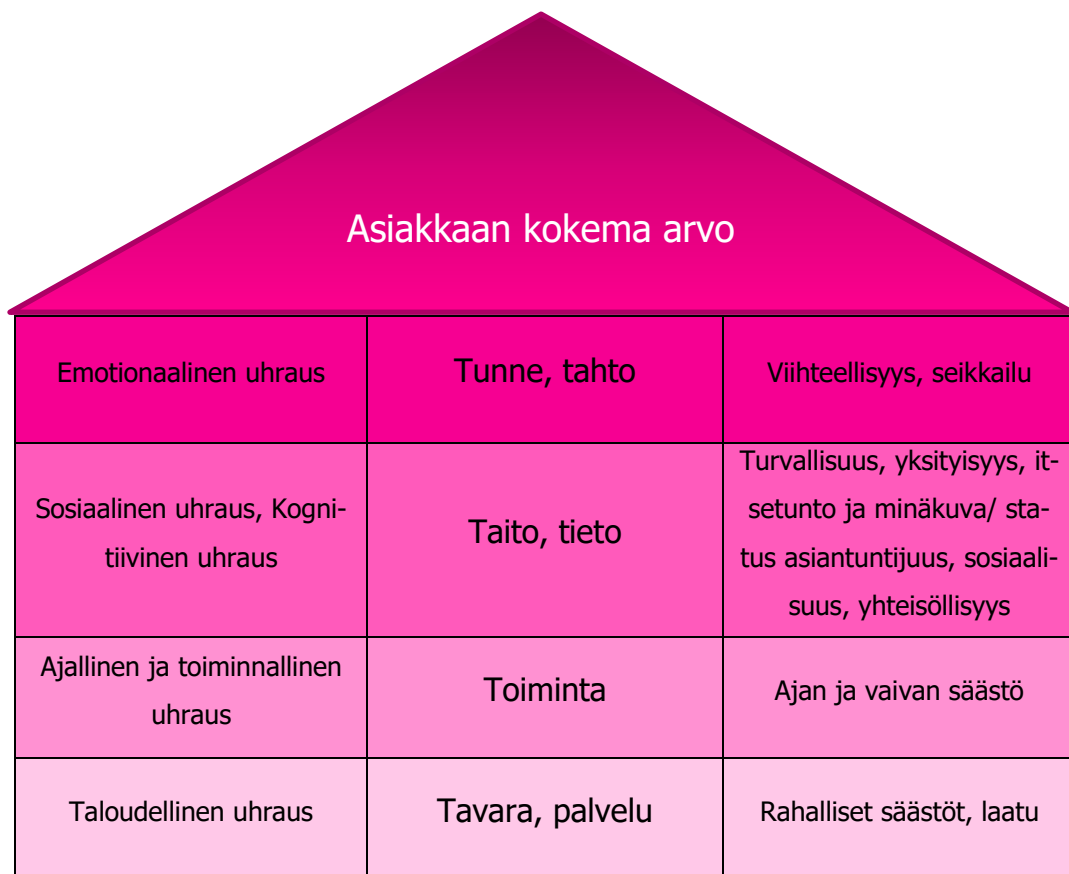 Asiakkaan kokema arvo
Emotionaalinen uhraus
Tunne, tahto
Viihteellisyys, seikkailu
Sosiaalinen uhraus, Kogni-
tiivinen uhraus
Taito, tieto
Turvallisuus, yksityisyys, it-
setunto ja minäkuva/ sta-
tus asiantuntijuus, sosiaali-
suus, yhteisöllisyys
Ajallinen ja toiminnallinen
uhraus
Toiminta
Ajan ja vaivan säästö
Taloudellinen uhraus
Tavara, palvelu
Rahalliset säästöt, laatu